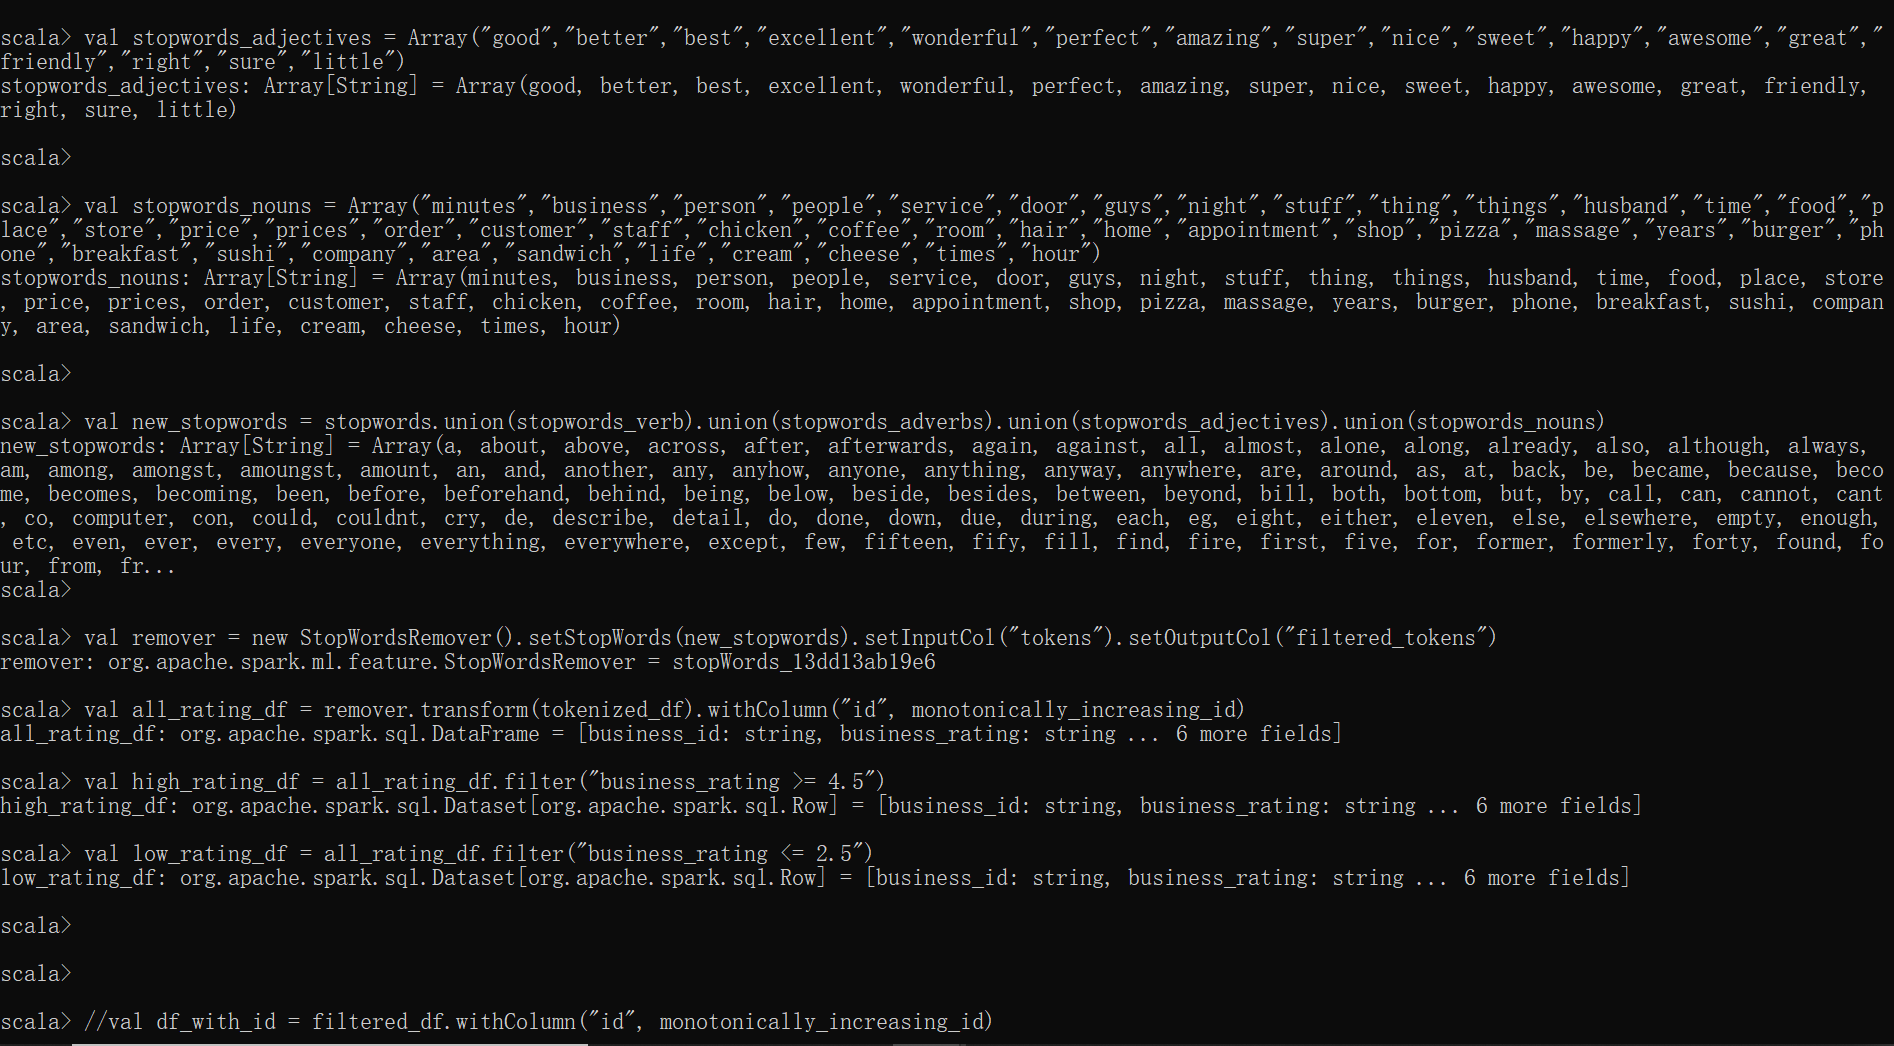 scala> val stopwords_adjectives = Array("good","better","best","excellent","wonderful","perfect","amazing","super","nice","sweet","happy","awesome","great","
friendly","right","sure","little")
stopwords_adjectives: Array[String] = Array(good, better, best, excellent, wonderful, perfect, amazing, super, nice, sweet, happy, awesome, great, friendly,
right, sure, little)
scala>
scala> val stopwords_nouns = Array("minutes","business","person","people","service","door","guys","night","stuff","thing","things","husband","time","food","p
lace","store","price","prices","order","customer","staff","chicken","coffee","room","hair","home","appointment","shop","pizza","massage","years","burger","ph
one","breakfast","sushi","company","area","sandwich","life","cream","cheese","times","hour")
stopwords_nouns: Array[String] = Array(minutes, business, person, people, service, door, guys, night, stuff, thing, things, husband, time, food, place, store
, price, prices, order, customer, staff, chicken, coffee, room, hair, home, appointment, shop, pizza, massage, years, burger, phone, breakfast, sushi, compan
y, area, sandwich, life, cream, cheese, times, hour)
scala>
scala> val new_stopwords = stopwords.union(stopwords_verb).union(stopwords_adverbs).union(stopwords_adjectives).union(stopwords_nouns)
new_stopwords: Array[String] = Array(a, about, above, across, after, afterwards, again, against, all, almost, alone, along, already, also, although, always,
am, among, amongst, amoungst, amount, an, and, another, any, anyhow, anyone, anything, anyway, anywhere, are, around, as, at, back, be, became, because, beco
me, becomes, becoming, been, before, beforehand, behind, being, below, beside, besides, between, beyond, bill, both, bottom, but, by, call, can, cannot, cant
, co, computer, con, could, couldnt, cry, de, describe, detail, do, done, down, due, during, each, eg, eight, either, eleven, else, elsewhere, empty, enough,
etc, even, ever, every, everyone, everything, everywhere, except, few, fifteen, fify, fill, find, fire, first, five, for, former, formerly, forty, found, fo
ur, from, fr...
scala>
scala> val remover = new StopWordsRemover().setStopWords(new_stopwords).setInputCol("tokens").setOutputCol("filtered_tokens")
remover: org.apache.spark.ml.feature.StopWordsRemover = stopWords_13dd13ab19e6
scala> val all_rating_df = remover.transform(tokenized_df).withColumn("id", monotonically_increasing_id)
all_rating_df: org.apache.spark.sql.DataFrame = [business_id: string, business_rating: string ... 6 more fields]
scala> val high_rating_df = all_rating_df.filter("business_rating >= 4.5")
high_rating_df: org.apache.spark.sql.Dataset[org.apache.spark.sql.Row] = [business_id: string, business_rating: string ... 6 more fields]
scala> val low_rating_df = all_rating_df.filter("business_rating <= 2.5")
low_rating_df: org.apache.spark.sql.Dataset[org.apache.spark.sql.Row] = [business_id: string, business_rating: string ... 6 more fields]
scala>
scala>
scala> //val df_with_id = filtered_df.withColumn("id", monotonically_increasing_id)